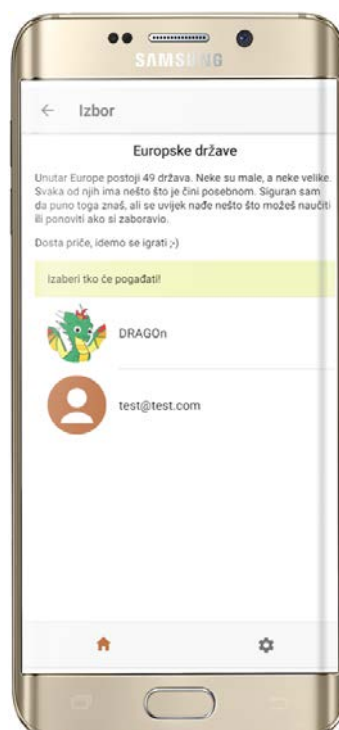 SAMSUNG
Izbor
Europske države
Unutar Europe postoji 49 država. Neke su male, a neke velike.
Svaka od njih ima nešto što je čini posebnom. Siguran sam
da puno toga znaš, ali se uvijek nađe nešto što možeš naučiti
ili ponoviti ako si zaboravio.
Dosta priče, idemo se igrati ;-)
Izaberi tko će pogađati!
DRAGOn
test@test.com